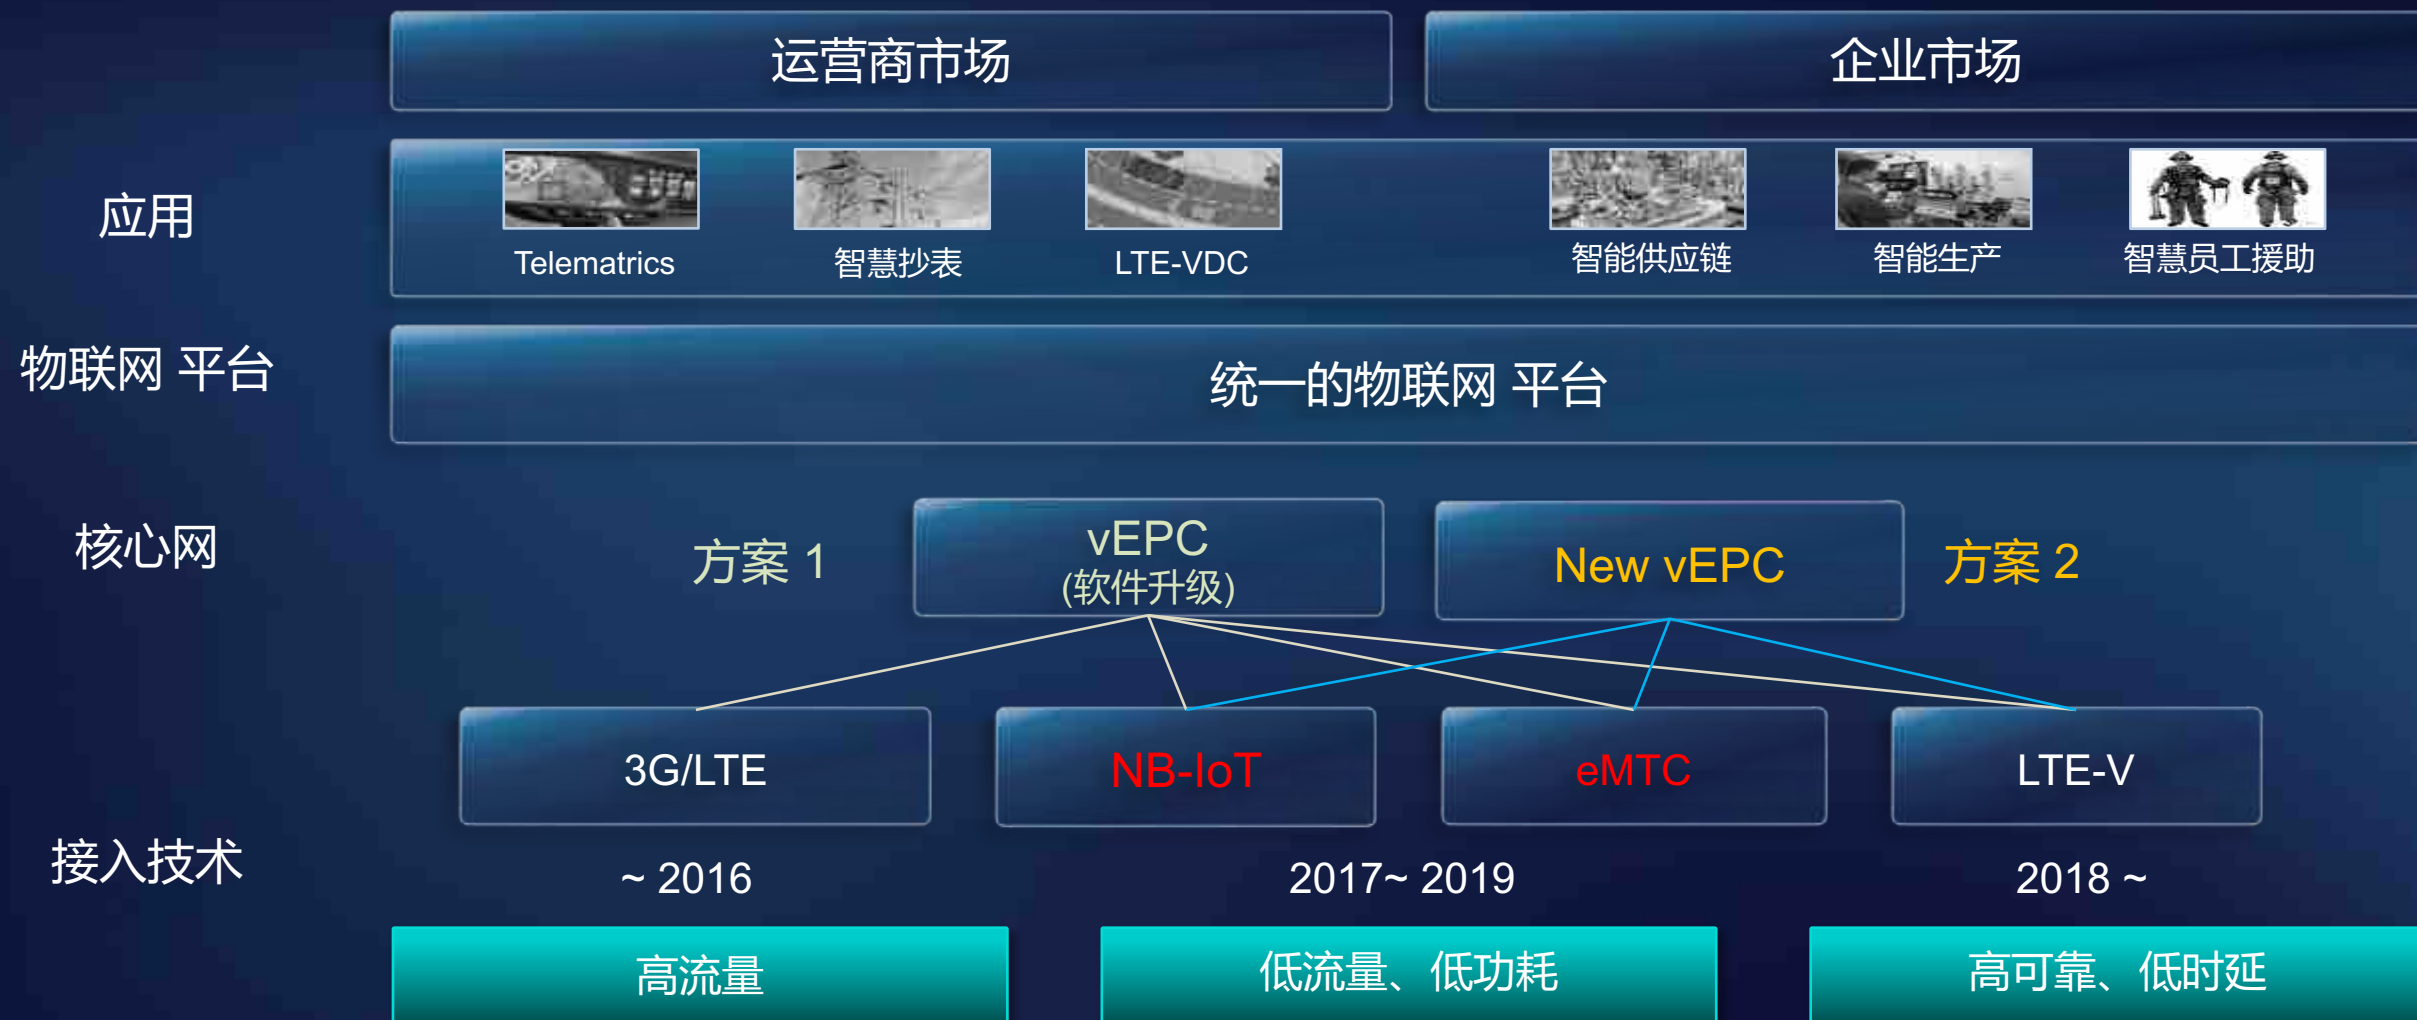 运营商市场
企业市场
应用
Telematrics
智慧抄表
LTE-VDC
智能供应链
智能生产
智慧员工援助
物联网 平台
统一的物联网 平台
核心网
方案 1
vEPC
(软件升级)
New vEPC
方案 2
3G/LTE
NB-IoT
eMTC
LTE-V
接入技术
~ 2016
2017~ 2019
2018 ~
高流量
低流量、低功耗
高可靠、低时延